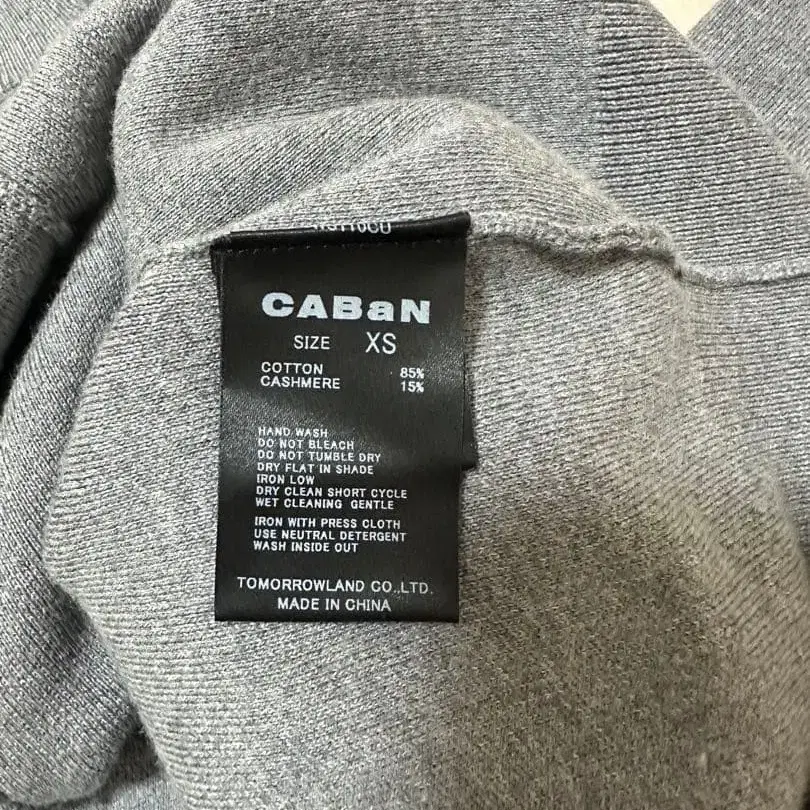 CABaN
SIZE XS
COTTON 85%
CASHMERE 15%
HAND WASH
DO NOT BLEACH
DO NOT TUMBLE DRY
DRY FLAT IN SHADE
IRON LOW
DRY CLEAN SHORT CYCLE
WET CLEANING GENTLE
IRON WITH PRESS CLOTH
USE NEUTRAL DETERGENT
WASH INSIDE OUT
TOMORROWLAND CO.,LTD.
MADE IN CHINA